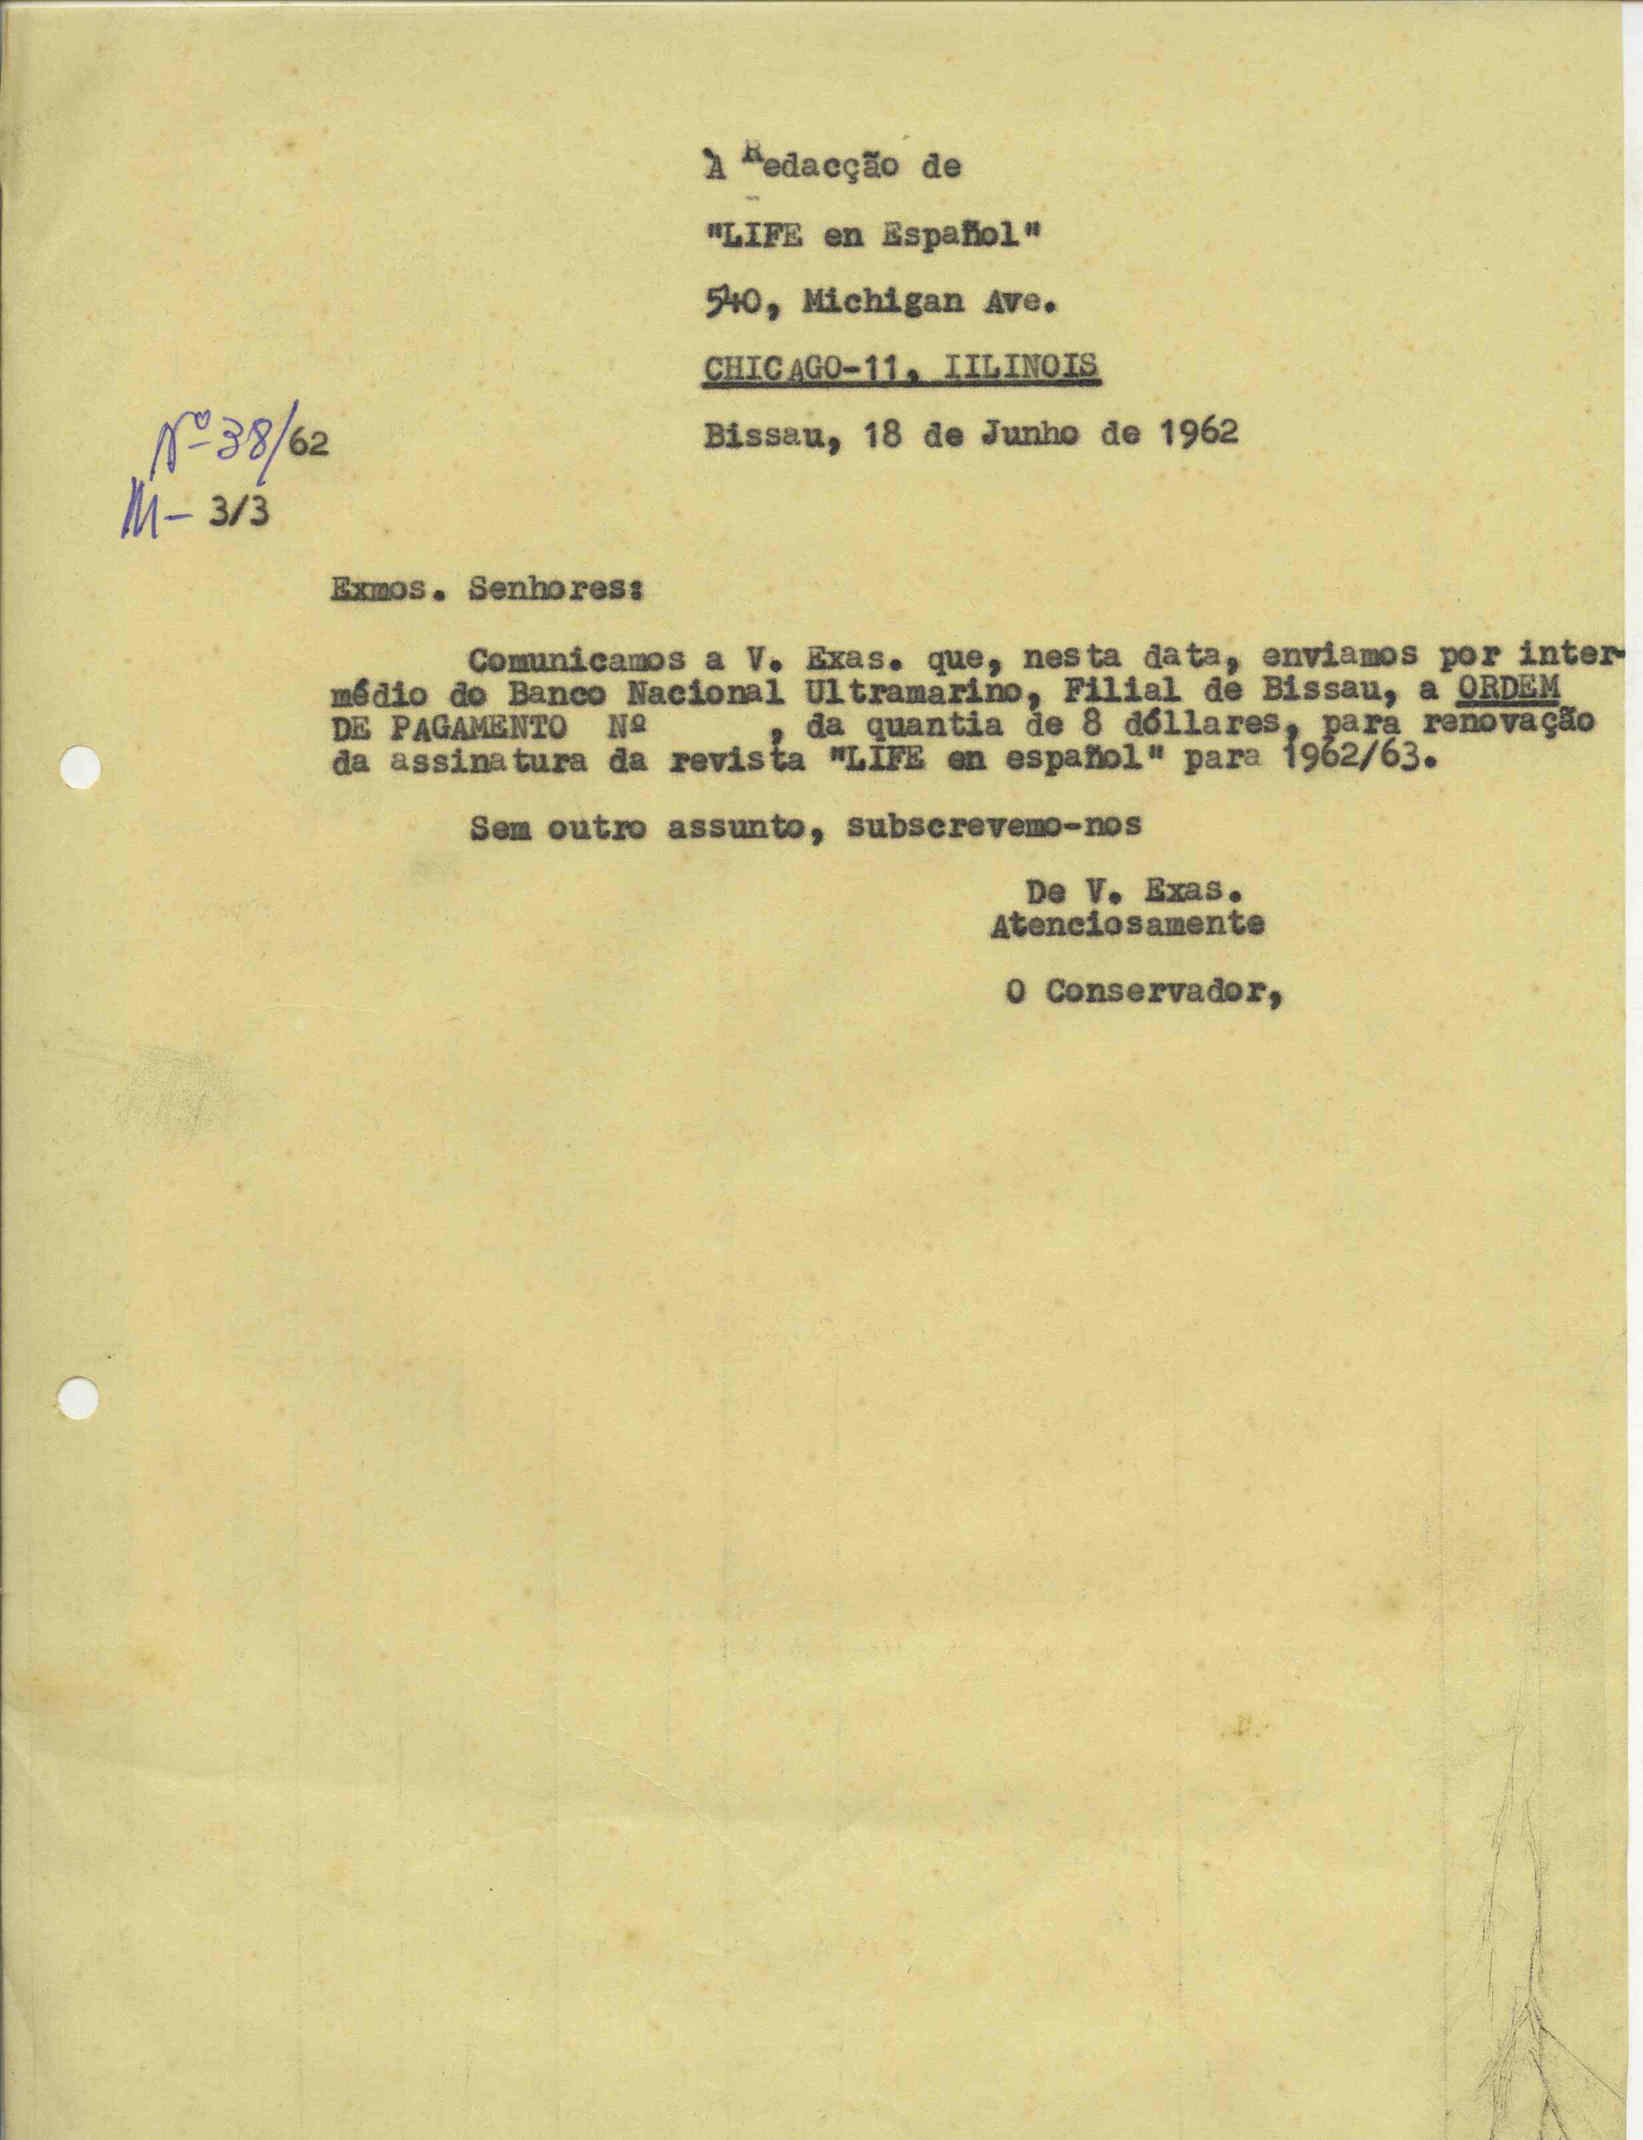 À Redacção de
"LIFE en Español"
540, Michigan Ave.
CHICAGO-11, IILINOIS
Nº 38/62
Bissau, 18 de Junho de 1962
M- 3/3
Exmos. Senhores:
Comunicamos a V. Exas. que, nesta data, enviamos por inter-
médio do Banco Nacional Ultramarino, Filial de Bissau, a ORDEM
DE PAGAMENTO Nº , da quantia de 8 dóllares, para renovação
da assinatura da revista "LIFE en español" para 1962/63.
Sem outro assunto, subscrevemo-nos
De V. Exas.
Atenciosamente
O Conservador,